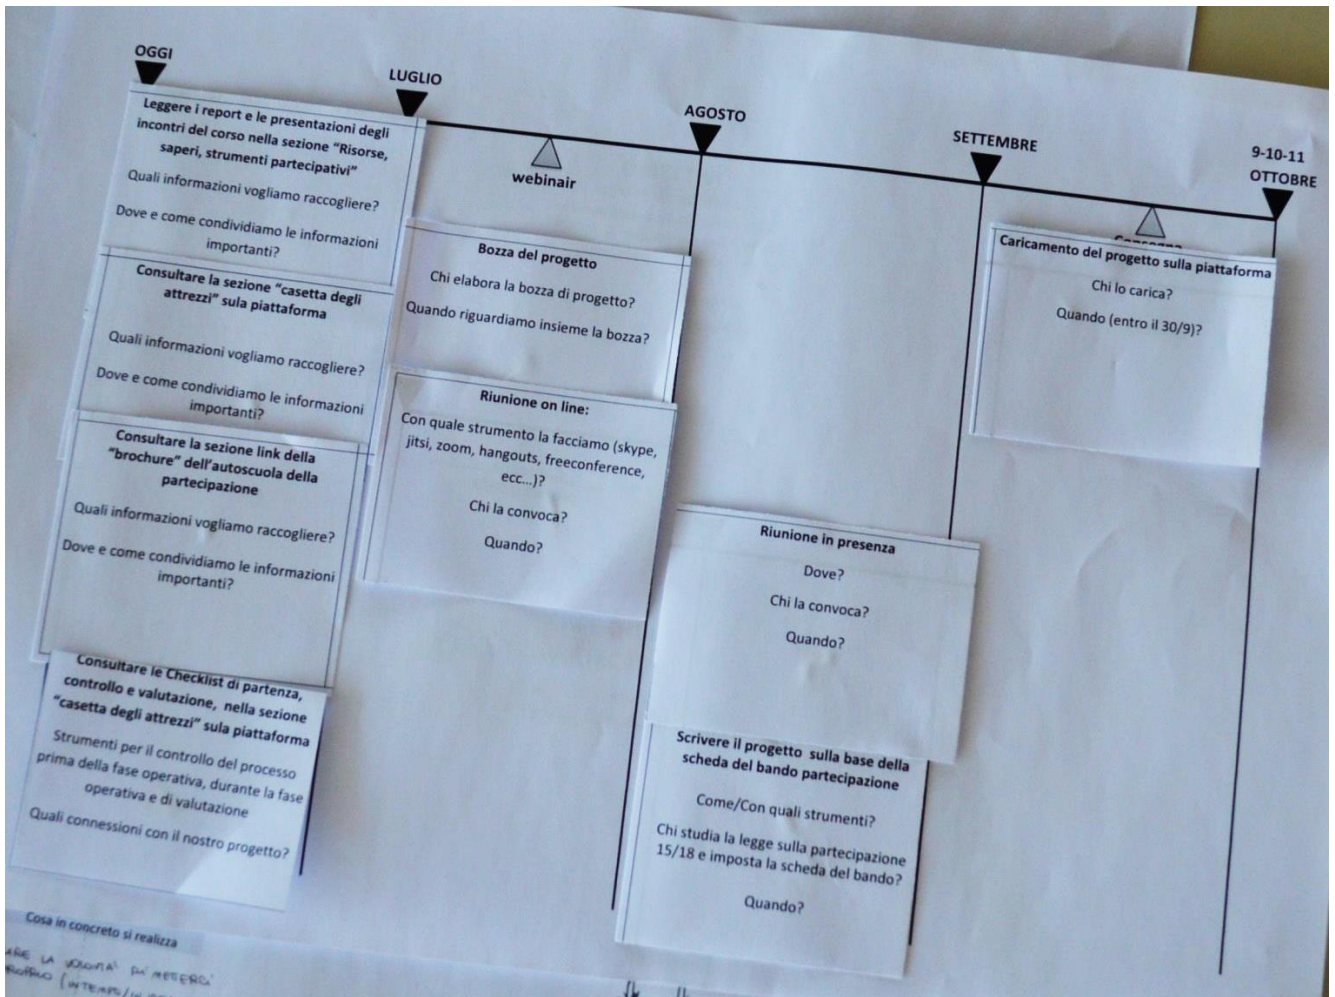 OGGI
LUGLIO
AGOSTO
SETTEMBRE
9-10-11
OTTOBRE
webinair
Leggere i report e le presentazioni degli
incontri del corso nella sezione "Risorse,
saperi, strumenti partecipativi"
Quali informazioni vogliamo raccogliere?
Dove e come condividiamo le informazioni
importanti?
Consultare la sezione "casetta degli
attrezzi" sula piattaforma
Quali informazioni vogliamo raccogliere?
Dove e come condividiamo le informazioni
importanti?
Consultare la sezione link della
"brochure" dell'autoscuola della
partecipazione
Quali informazioni vogliamo raccogliere?
Dove e come condividiamo le informazioni
importanti?
Consultare le Checklist di partenza,
controllo e valutazione, nella sezione
"casetta degli attrezzi" sula piattaforma
Strumenti per il controllo del processo
prima della fase operativa, durante la fase
operativa e di valutazione
Quali connessioni con il nostro progetto?
Bozza del progetto
Chi elabora la bozza di progetto?
Quando riguardiamo insieme la bozza?
Riunione on line:
Con quale strumento la facciamo (skype,
jitsi, zoom, hangouts, freeconference,
ecc...)?
Chi la convoca?
Quando?
Riunione in presenza
Dove?
Chi la convoca?
Quando?
Scrivere il progetto sulla base della
scheda del bando partecipazione
Come/Con quali strumenti?
Chi studia la legge sulla partecipazione
15/18 e imposta la scheda del bando?
Quando?
Caricamento del progetto sulla piattaforma
Chi lo carica?
Quando (entro il 30/9)?
Cosa in concreto si realizza
LA VOLONTA' DI METTERCI